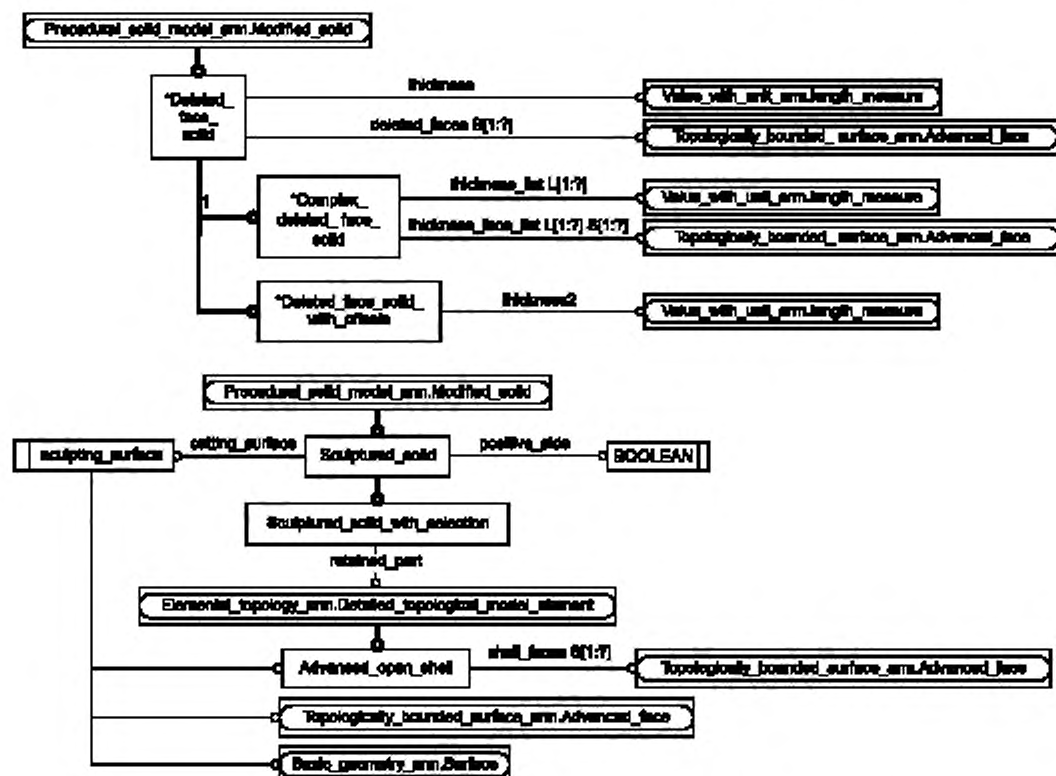 Procedural_solid_model_arm.Modified_solid
*Deleted_
face_
solid
thickness
Value_with_unit_arm.length_measure
deleted_faces S[1:?]
Topologically_bounded_surface_arm.Advanced_face
1
*Complex_
deleted_face_
solid
thickness_list L[1:?]
Value_with_unit_arm.length_measure
thickness_face_list L[1:?] S[1:?]
Topologically_bounded_surface_arm.Advanced_face
*Deleted_face_solid_
with_offsets
thickness2
Value_with_unit_arm.length_measure
Procedural_solid_model_arm.Modified_solid
sculpting_surface
cutting_surface
Sculptured_solid
positive_side
BOOLEAN
Sculptured_solid_with_selection
retained_part
Elemental_topology_arm.Detailed_topological_model_element
Advanced_open_shell
shell_faces S[1:?]
Topologically_bounded_surface_arm.Advanced_face
Topologically_bounded_surface_arm.Advanced_face
Basic_geometry_arm.Surface